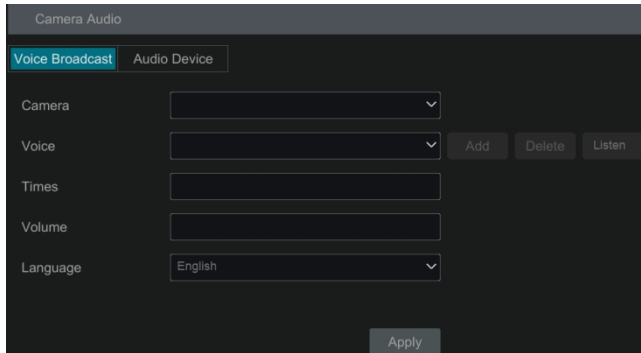 Camera Audio
Voice Broadcast Audio Device
Camera
Voice Add Delete Listen
Times
Volume
Language English
Apply